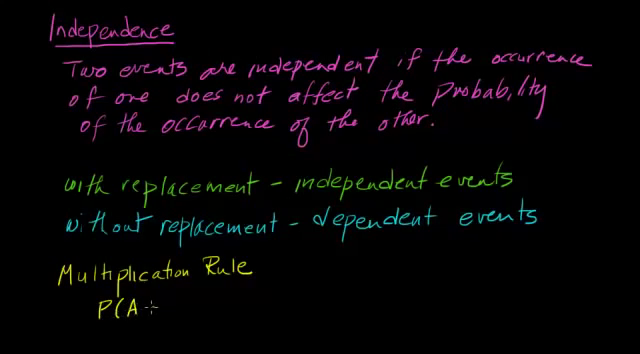 Independence
Two events are independent if the occurrence
of one does not affect the probability
of the occurrence of the other.
with replacement - independent events
without replacement - dependent events
Multiplication Rule
P(A